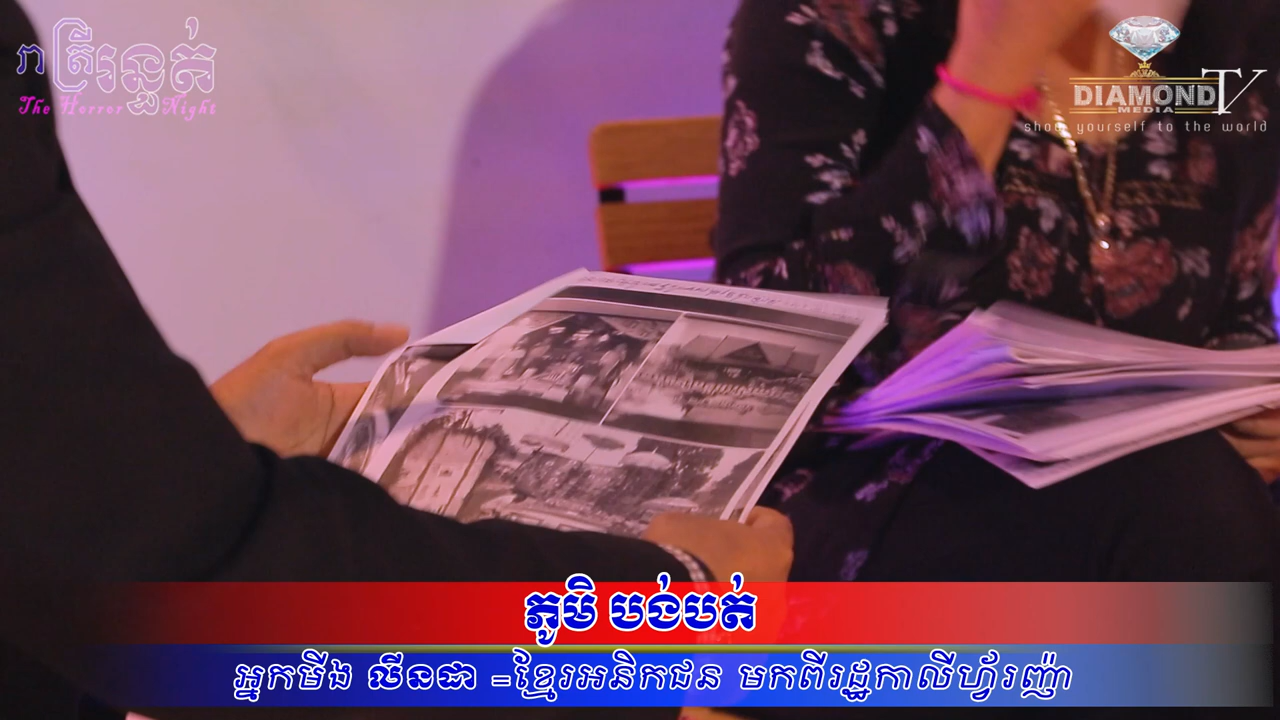 រាត្រីរន្ធត់
The Horror Night
DIAMOND TV
MEDIA
show yourself to the world
ភូមិ បង់បត់
អ្នកមីង លីនដា -ខ្មែរអនិកជន មកពីរដ្ឋកាលីហ្វ័រញ៉ា